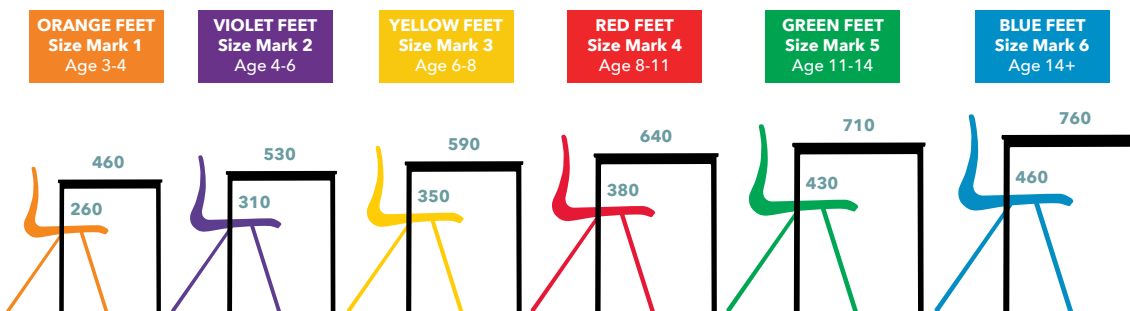 ORANGE FEET
Size Mark 1
Age 3-4
VIOLET FEET
Size Mark 2
Age 4-6
YELLOW FEET
Size Mark 3
Age 6-8
RED FEET
Size Mark 4
Age 8-11
GREEN FEET
Size Mark 5
Age 11-14
BLUE FEET
Size Mark 6
Age 14+
460
260
530
310
590
350
640
380
710
430
760
460